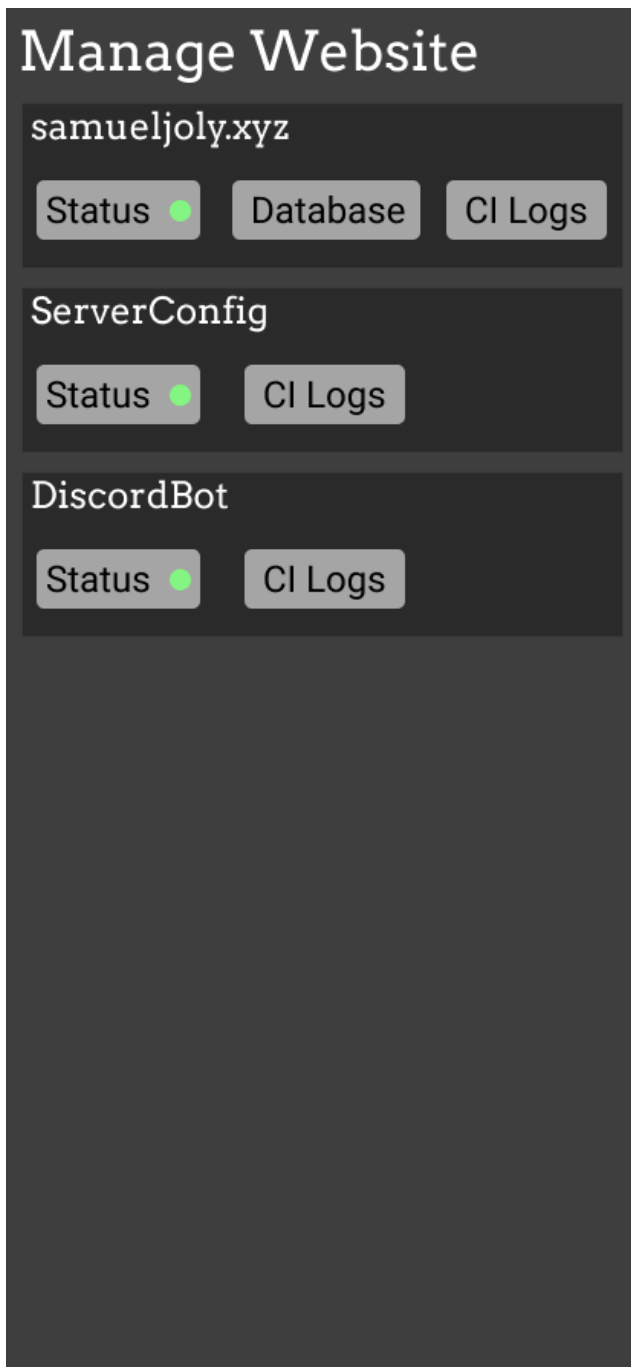 Manage Website
samueljoly.xyz
Status Database CI Logs
ServerConfig
Status CI Logs
DiscordBot
Status CI Logs